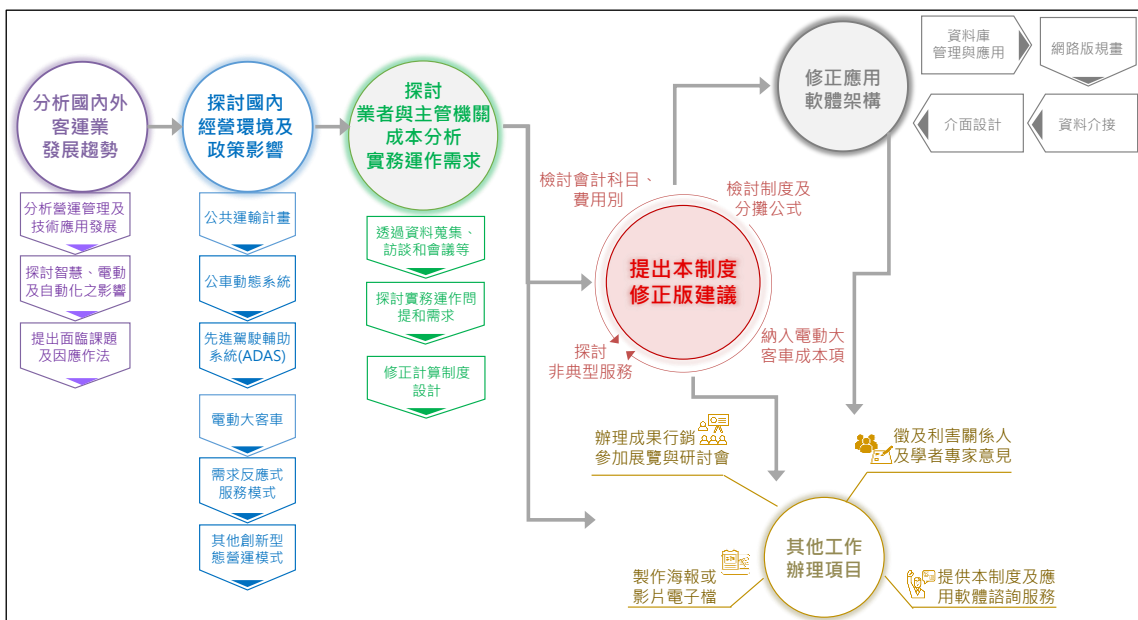 分析國內外
客運業
發展趨勢
分析營運管理及
技術應用發展
探討智慧、電動
及自動化之影響
提出面臨課題
及因應作法
探討國內
經營環境及
政策影響
公共運輸計畫
公車動態系統
先進駕駛輔助
系統(ADAS)
電動大客車
需求反應式
服務模式
其他創新型
態營運模式
探討
業者與主管機關
成本分析
實務運作需求
透過資料蒐集、
訪談和會議等
探討實務運作問
提和需求
修正計算制度
設計
檢討會計科目、
費用別
檢討制度及
分攤公式
提出本制度
修正版建議
探討
非典型服務
納入電動大
客車成本項
修正應用
軟體架構
資料庫
管理與應用
網路版規畫
資料介接
介面設計
辦理成果行銷
參加展覽與研討會
徵及利害關係人
及學者專家意見
其他工作
辦理項目
製作海報或
影片電子檔
提供本制度及應
用軟體諮詢服務